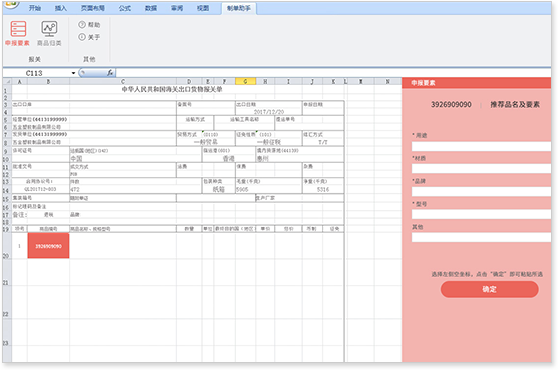 开始 插入 页面布局 公式 数据 审阅 视图 制单助手
申报要素 商品归类 帮助
关于
报关 其他
C113
A B C D E F G H I J K L M N
中华人民共和国海关出口货物报关单
出口口岸 备案号 出口日期 申报日期
2017/12/20
经营单位(4413199999) 运输方式 运输工具名称 提运单号
五金塑胶制品有限公司
发货单位(4413199999) 贸易方式 (0110) 征免性质 (101) 结汇方式
五金塑胶制品有限公司 一般贸易 一般征税 T/T
许可证号 运抵国(地区)(142) 指运港(110) 境内货源地(44139)
中国 香港 惠州
批准文号 成交方式 运费 保费 杂费
FOB
合同协议号 件数 包装种类 毛重(千克) 净重(千克)
472 纸箱 5905 5316
集装箱号 随附单证 生产厂家
标记唛码及备注
备注:
项号 商品编号 商品名称、规格型号 数量 单位 最终目的国(地区) 单价 总价 币制 征免
1 3926909090
申报要素
3926909090 推荐品名及要素
* 用途
*材质
*品牌
* 型号
其他
选择左侧空坐标，点击“确定”即可粘贴所选
确定